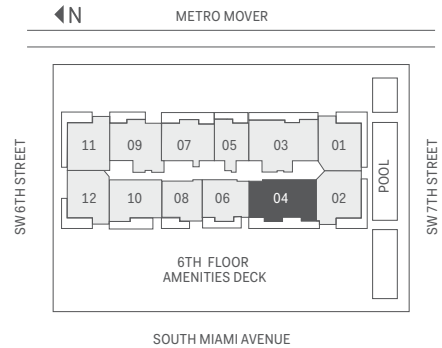 N
METRO MOVER
SW 6TH STREET
11
09
07
05
03
01
12
10
08
06
04
02
POOL
SW 7TH STREET
6TH FLOOR
AMENITIES DECK
SOUTH MIAMI AVENUE